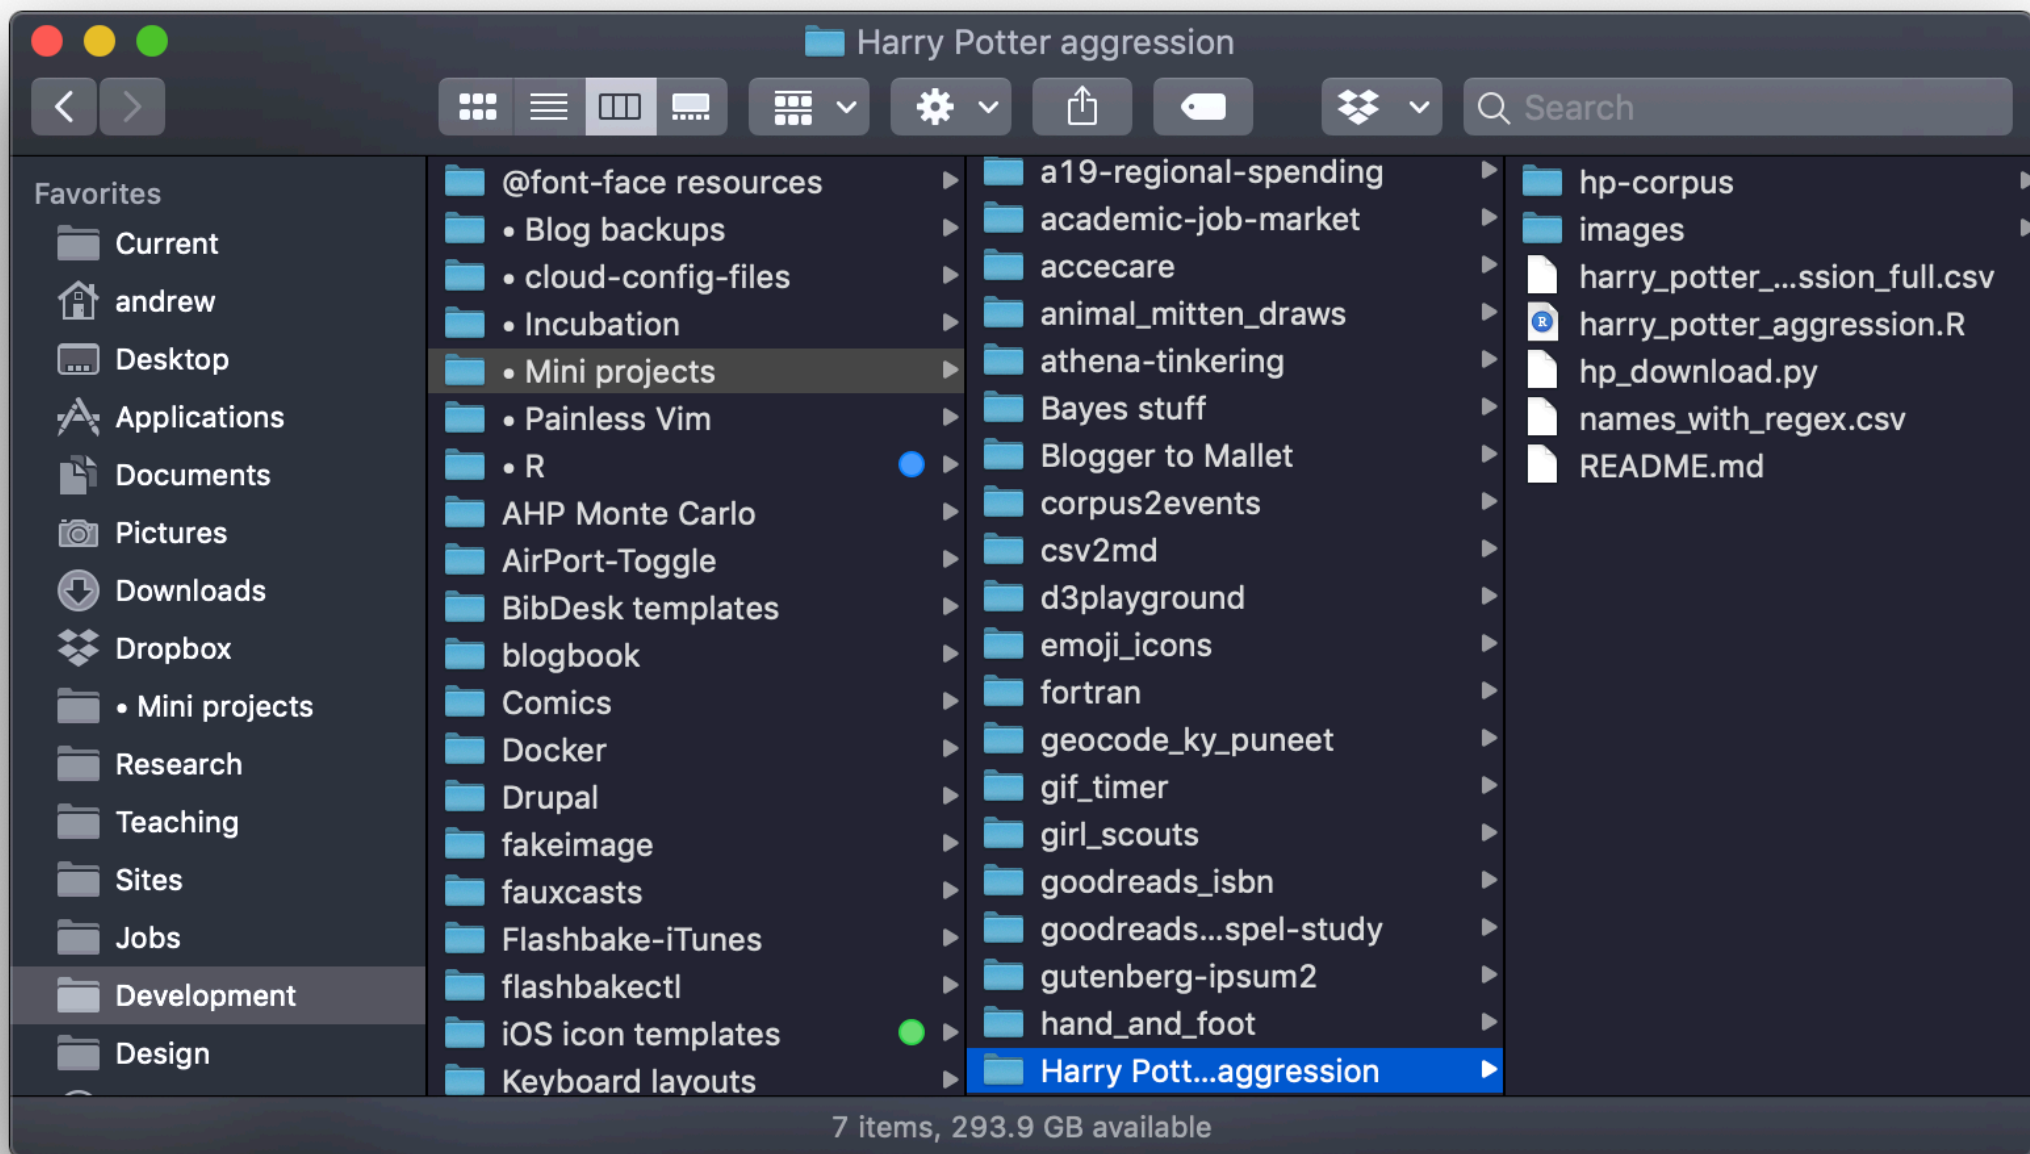 Harry Potter aggression
Search
Favorites
Current
andrew
Desktop
Applications
Documents
Pictures
Downloads
Dropbox
• Mini projects
Research
Teaching
Sites
Jobs
Development
Design
@font-face resources
• Blog backups
• cloud-config-files
• Incubation
• Mini projects
• Painless Vim
• R
AHP Monte Carlo
AirPort-Toggle
BibDesk templates
blogbook
Comics
Docker
Drupal
fakeimage
fauxcasts
Flashbake-iTunes
flashbakectl
iOS icon templates
Keyboard layouts
a19-regional-spending
academic-job-market
accecare
animal_mitten_draws
athena-tinkering
Bayes stuff
Blogger to Mallet
corpus2events
csv2md
d3playground
emoji_icons
fortran
geocode_ky_puneet
gif_timer
girl_scouts
goodreads_isbn
goodreads...spel-study
gutenberg-ipsum2
hand_and_foot
Harry Pott...aggression
hp-corpus
images
harry_potter_...ssion_full.csv
R
harry_potter_aggression.R
hp_download.py
names_with_regex.csv
README.md
7 items, 293.9 GB available